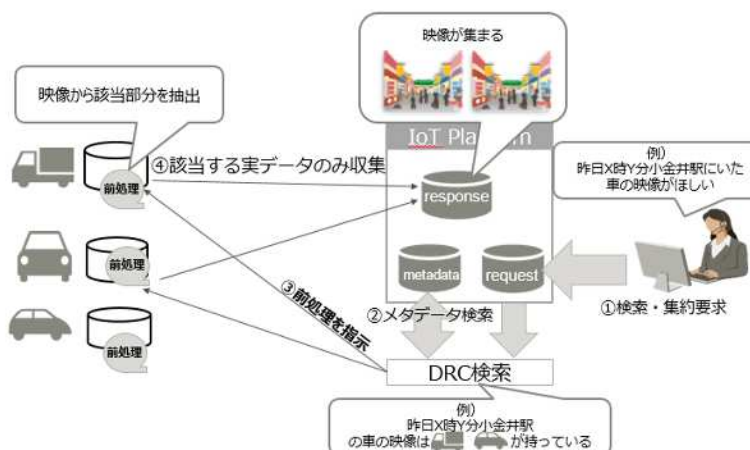 映像が集まる
映像から該当部分を抽出
IoT Pla n
例)
昨日X時Y分小金井駅にいた
車の映像がほしい
④該当する実データのみ収集
前処理
response
前処理
metadata
request
③前処理を指示
②メタデータ検索
①検索・集約要求
前処理
DRC検索
例)
昨日X時Y分小金井駅
の車の映像は が持っている